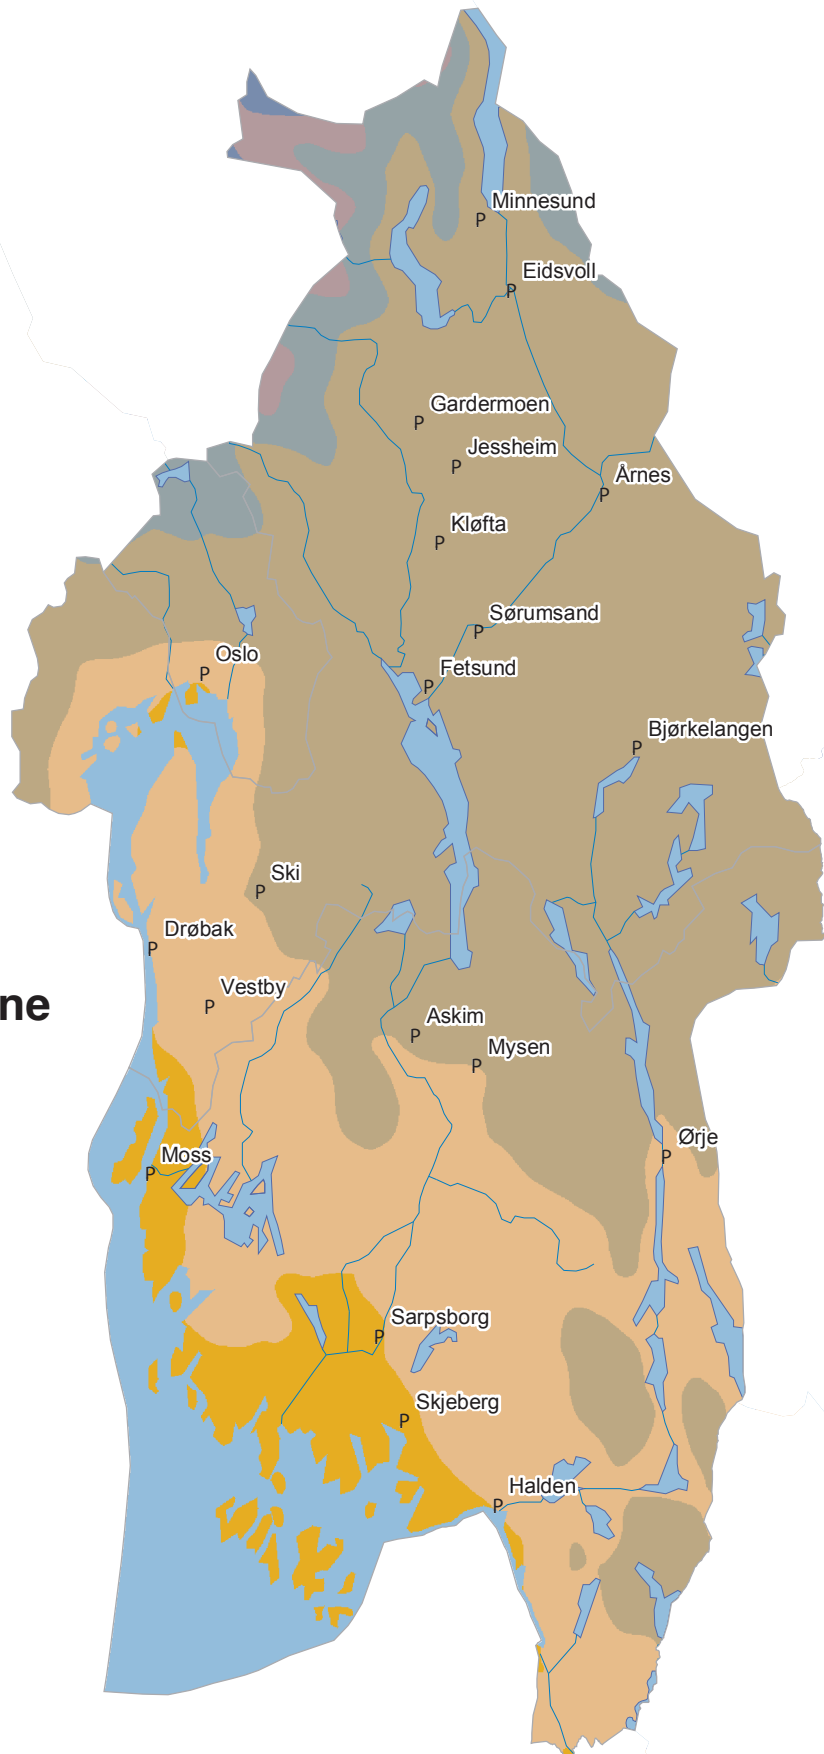 Minnesund
P
Eidsvoll
P
Gardermoen
P
Jessheim
P
Årnes
P
Kløfta
P
Sørumsand
P
Oslo
P
Fetsund
P
Bjørkelangen
P
Ski
P
Drøbak
P
Vestby
P
ne
Askim
P
Mysen
P
Ørje
P
Moss
P
Sarpsborg
P
Skjeberg
P
Halden
P